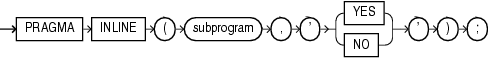 PRAGMA INLINE ( subprogram , ' YES ' ) ;
NO